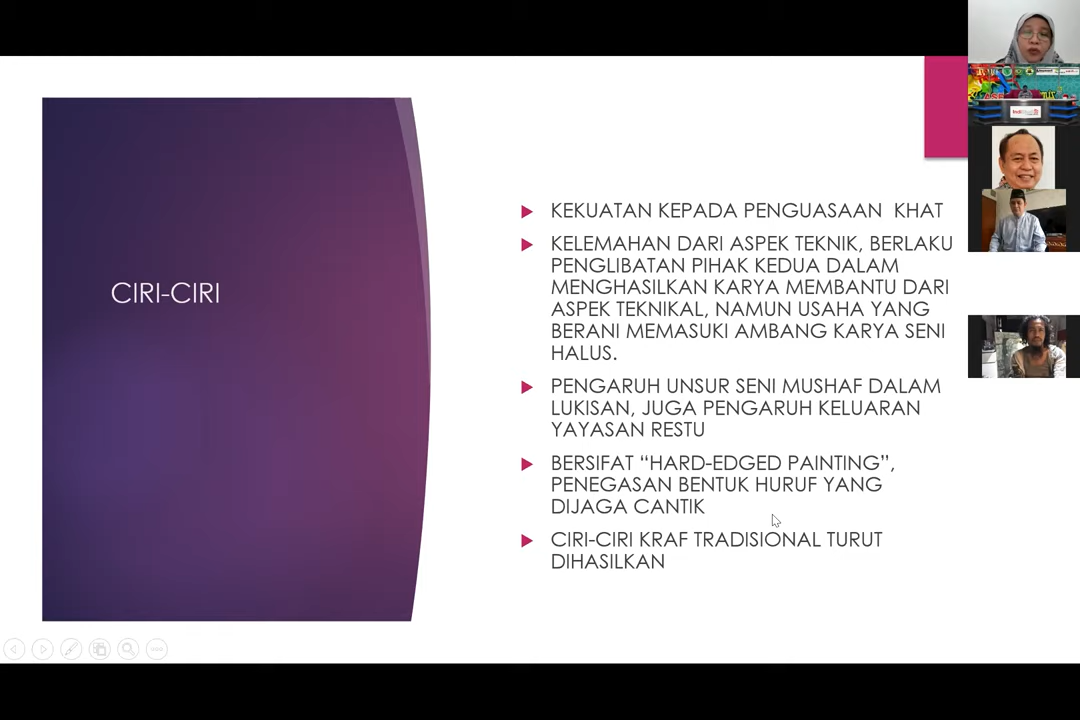 CIRI-CIRI
KEKUATAN KEPADA PENGUASAAN KHAT
KELEMAHAN DARI ASPEK TEKNIK, BERLAKU
PENGLIBATAN PIHAK KEDUA DALAM
MENGHASILKAN KARYA MEMBANTU DARI
ASPEK TEKNIKAL, NAMUN USAHA YANG
BERANI MEMASUKI AMBANG KARYA SENI
HALUS.
PENGARUH UNSUR SENI MUSHAF DALAM
LUKISAN, JUGA PENGARUH KELUARAN
YAYASAN RESTU
BERSIFAT “HARD-EDGED PAINTING”,
PENEGASAN BENTUK HURUF YANG
DIJAGA CANTIK
CIRI-CIRI KRAF TRADISIONAL TURUT
DIHASILKAN